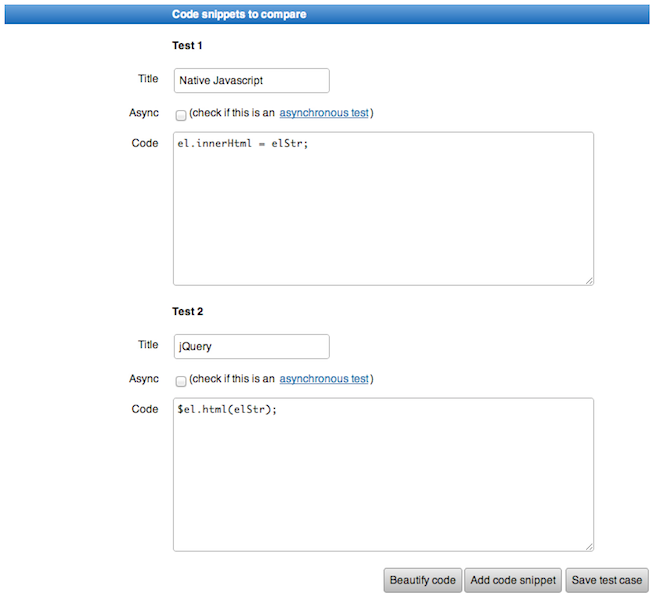 Code snippets to compare
Test 1
Title Native Javascript
Async (check if this is an asynchronous test)
Code el.innerHtml = elStr;
Test 2
Title jQuery
Async (check if this is an asynchronous test)
Code $el.html(elStr);
Beautify code Add code snippet Save test case